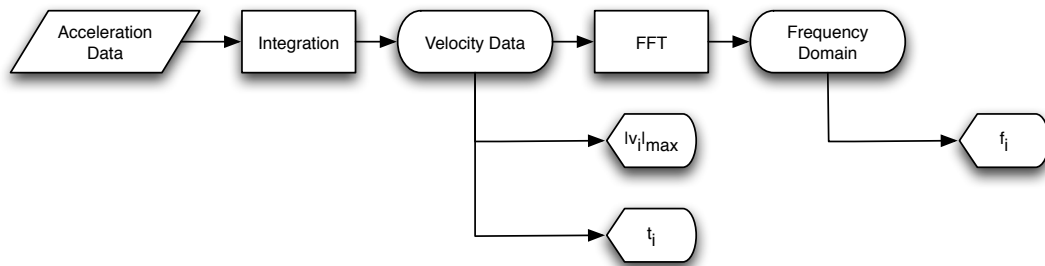 Acceleration
Data
Integration
Velocity Data
FFT
Frequency
Domain
|vᵢ|max
fᵢ
tᵢ